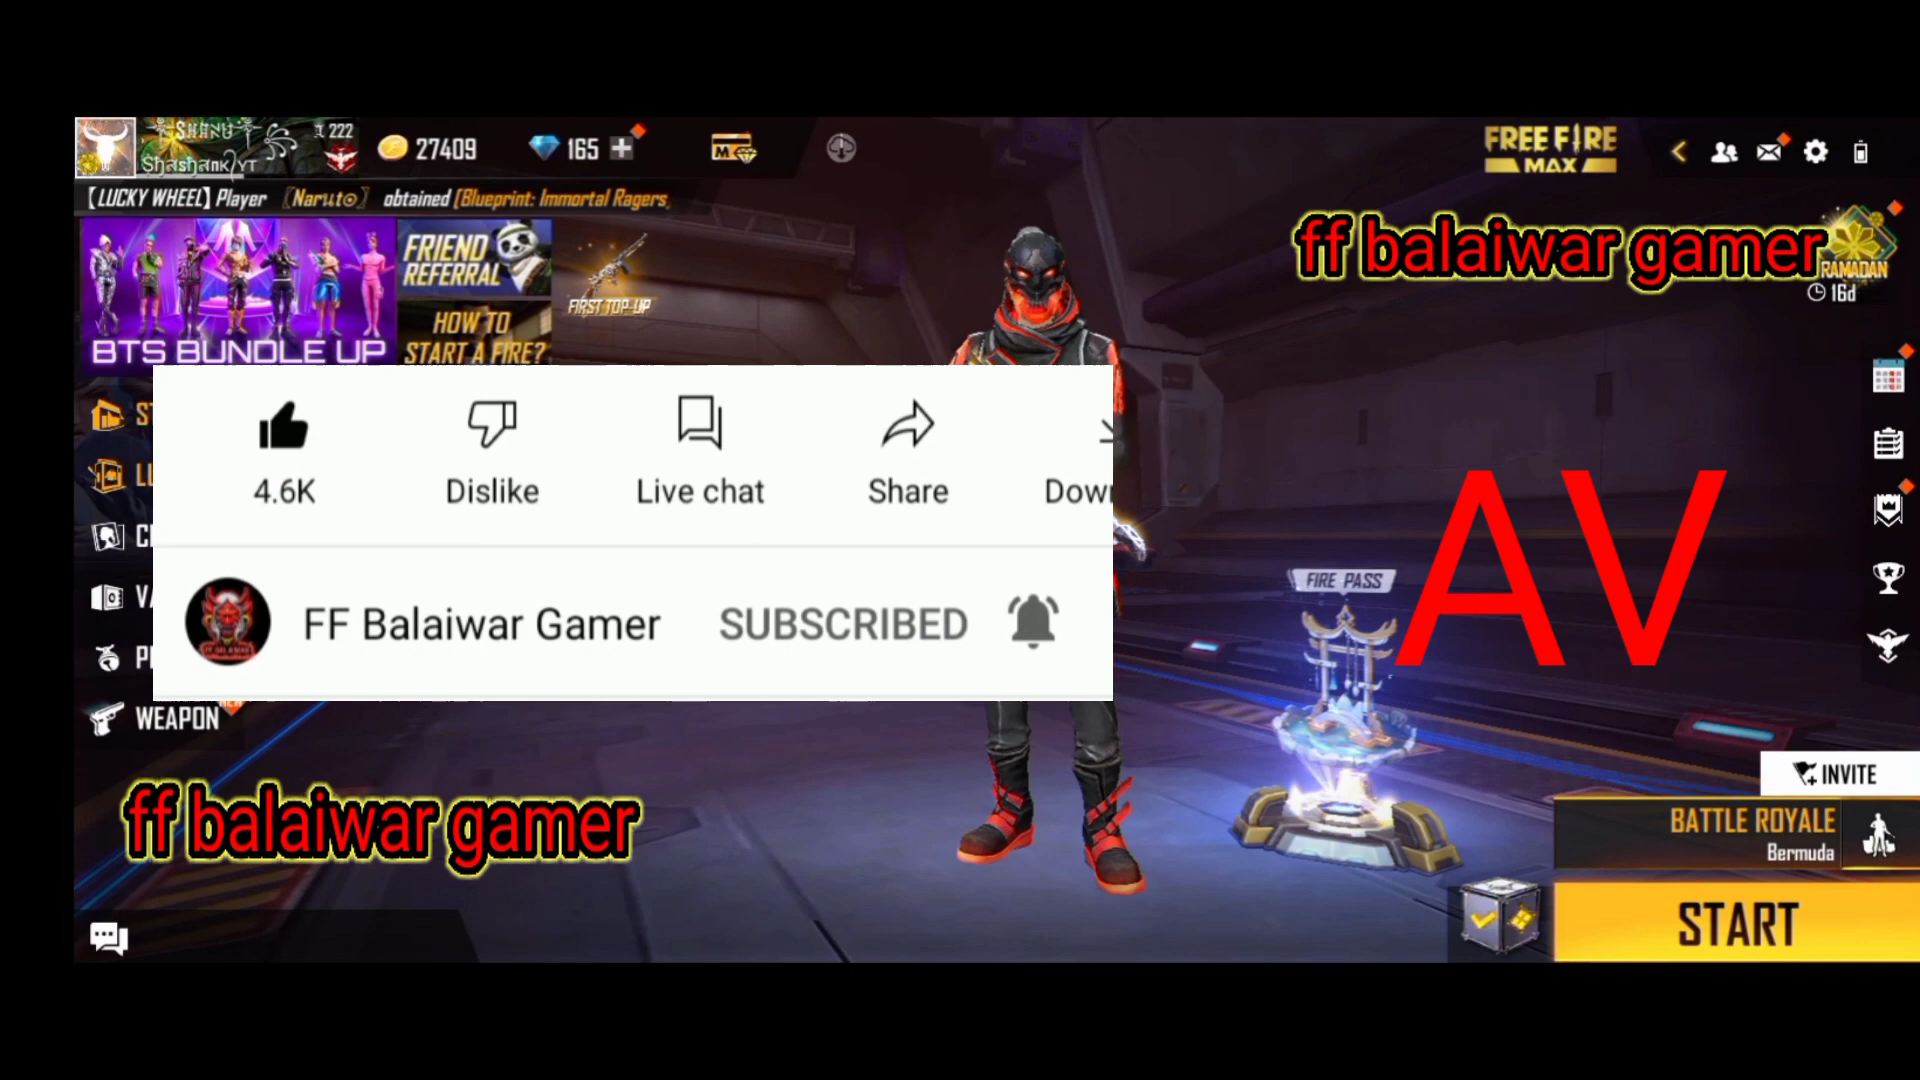 SHANU
222
Shashank YT
27409
165
FREE FIRE
MAX
【LUCKY WHEEL】 Player 〔Naruto〕 obtained [Blueprint: Immortal Ragers,
ff balaiwar gamer
FRIEND
REFERRAL
FIRST TOP-UP
RAMADAN
16d
BTS BUNDLE UP
HOW TO
START A FIRE?
4.6K
Dislike
Live chat
Share
Down
AV
FIRE PASS
FF Balaiwar Gamer
SUBSCRIBED
WEAPON
INVITE
ff balaiwar gamer
BATTLE ROYALE
Bermuda
START